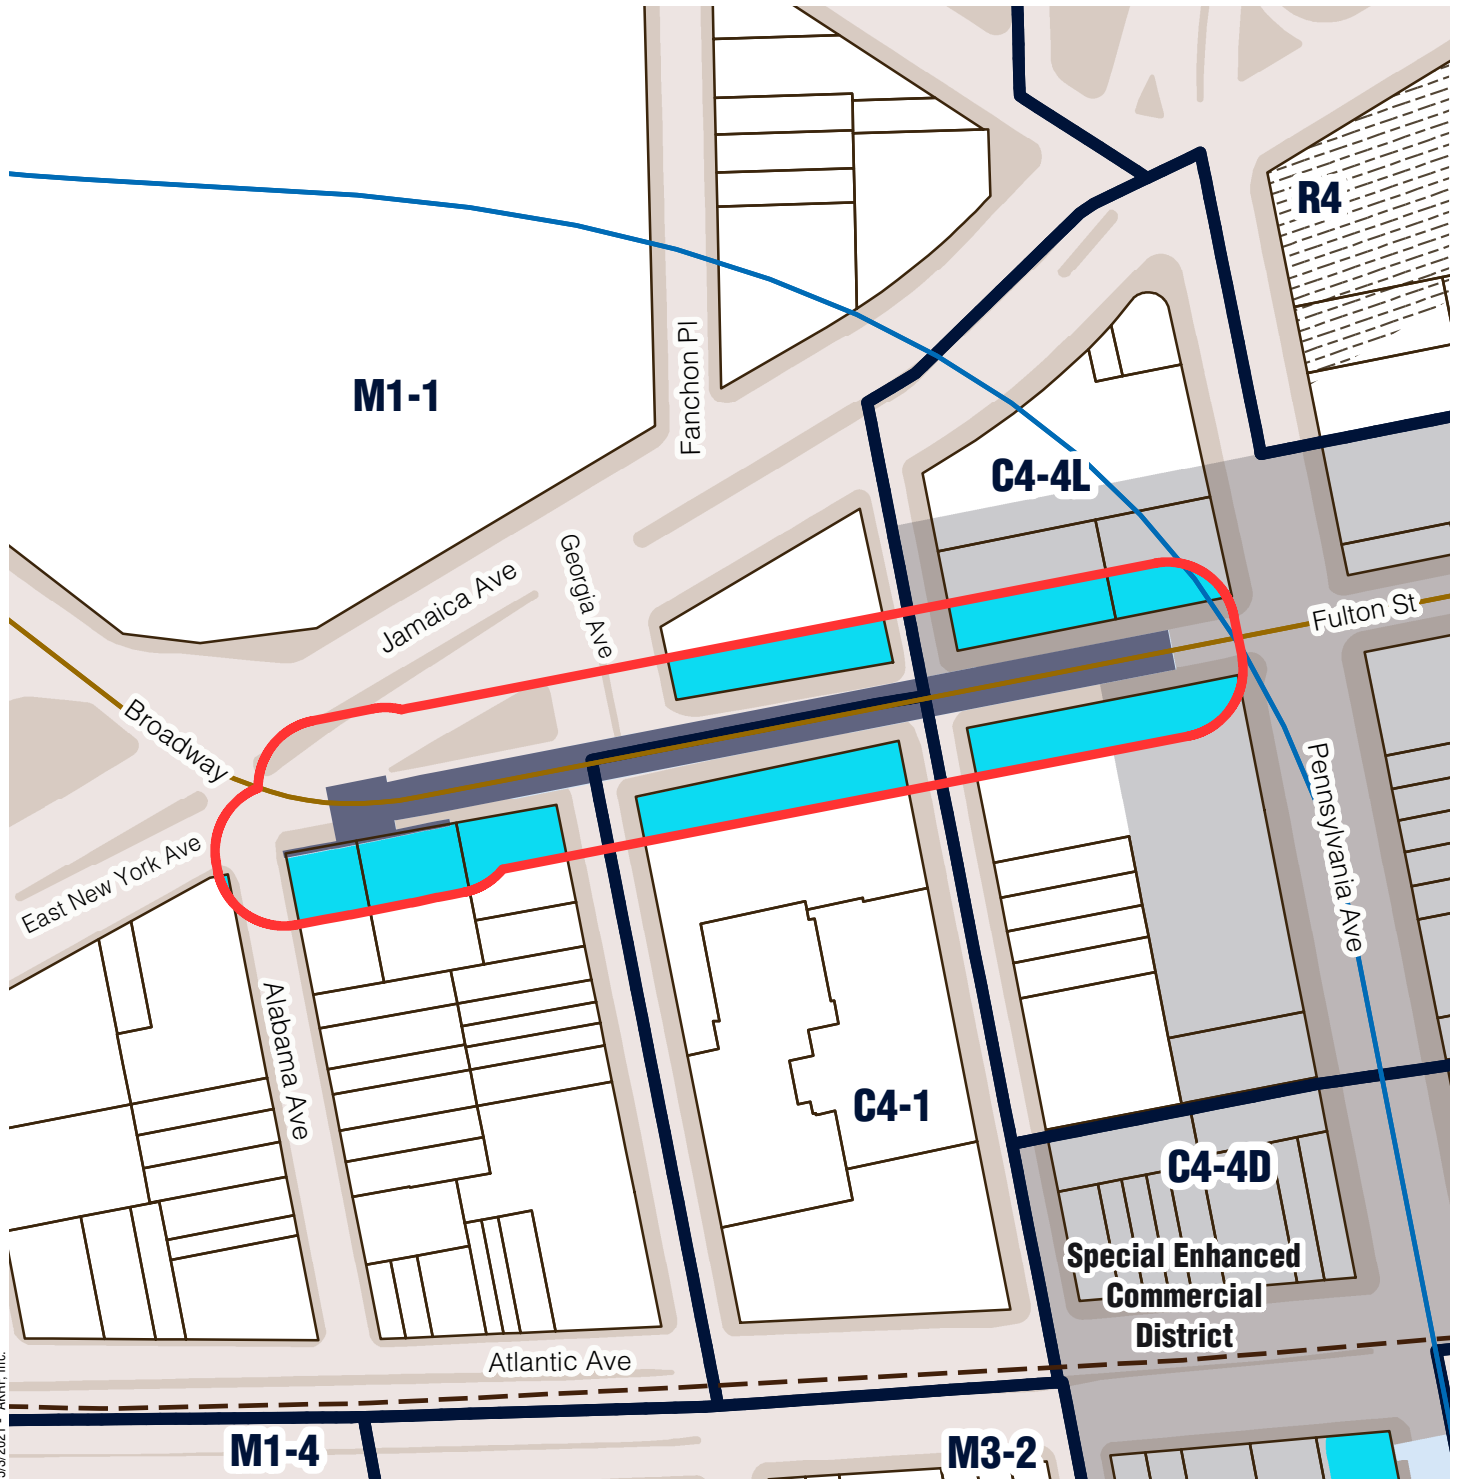 R4
M1-1
Fanchon Pl
C4-4L
Georgia Ave
Jamaica Ave
Fulton St
Broadway
Pennsylvania Ave
East New York Ave
Alabama Ave
C4-1
C4-4D
Special Enhanced
Commercial
District
Atlantic Ave
M1-4
M3-2